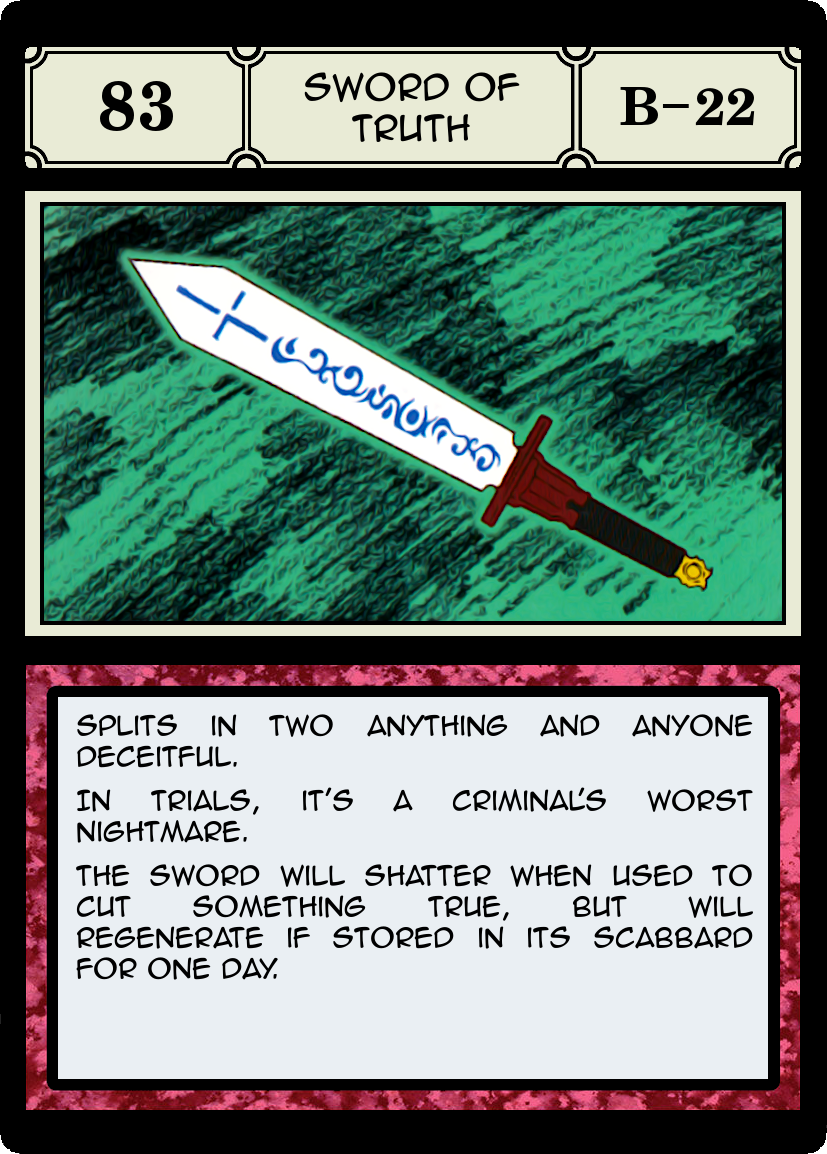 83
SWORD OF
TRUTH
B-22
SPLITS IN TWO ANYTHING AND ANYONE
DECEITFUL.
IN TRIALS, IT'S A CRIMINAL'S WORST
NIGHTMARE.
THE SWORD WILL SHATTER WHEN USED TO
CUT SOMETHING TRUE, BUT WILL
REGENERATE IF STORED IN ITS SCABBARD
FOR ONE DAY.